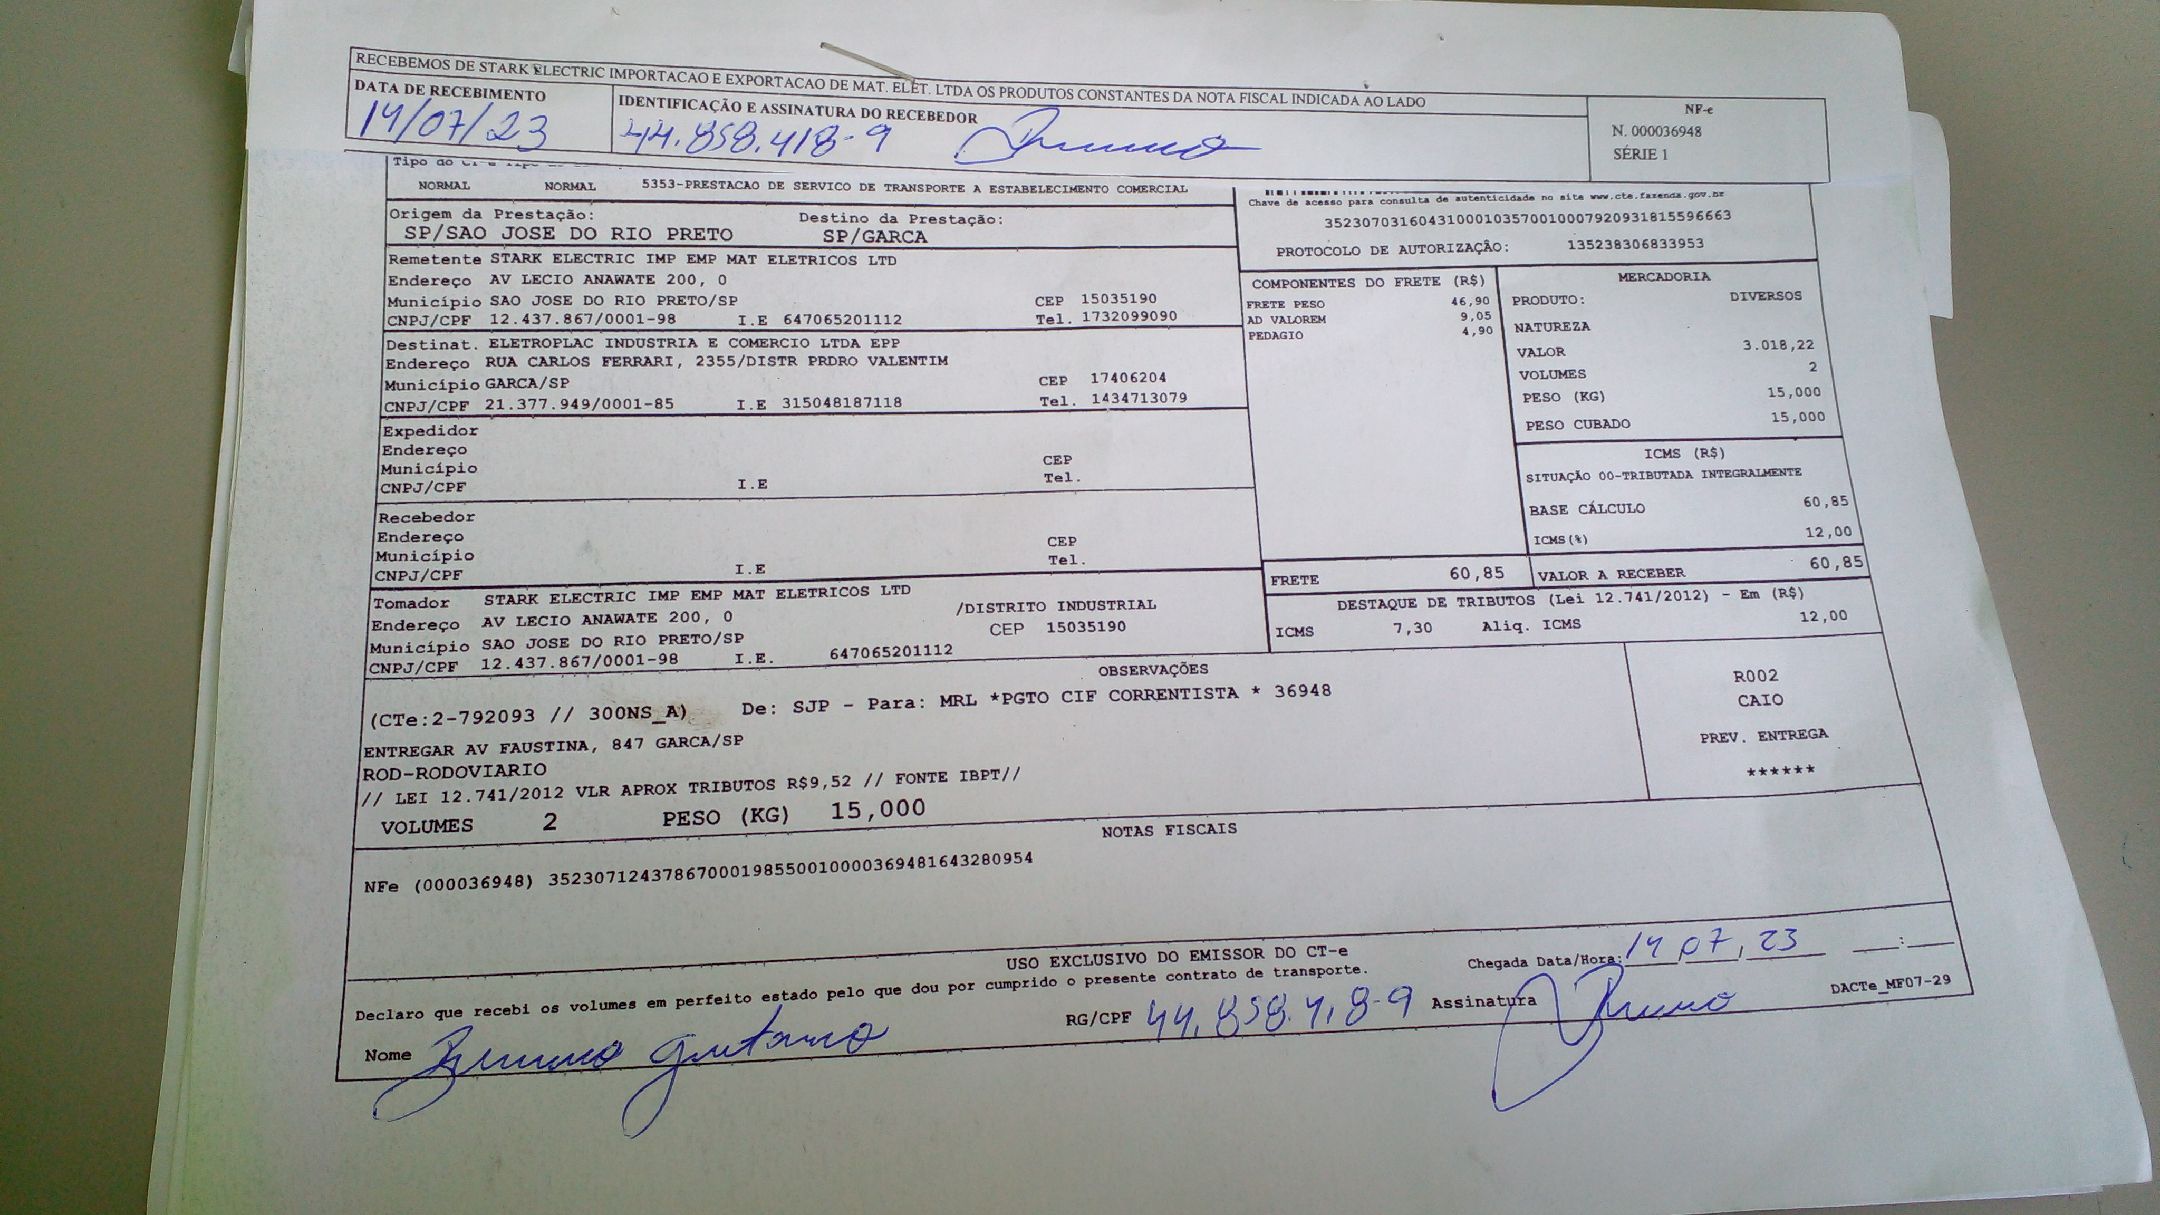 RECEBEMOS DE STARK ELECTRIC IMPORTACAO E EXPORTACAO DE MAT. ELET. LTDA OS PRODUTOS CONSTANTES DA NOTA FISCAL INDICADA AO LADO
DATA DE RECEBIMENTO
14/07/23
IDENTIFICAÇÃO E ASSINATURA DO RECEBEDOR
44.858.418-9 Bruno
NF-e
N. 000036948
SÉRIE 1
Tipo do
NORMAL NORMAL 5353-PRESTACAO DE SERVICO DE TRANSPORTE A ESTABELECIMENTO COMERCIAL
Chave de acesso para consulta de autenticidade no site www.cte.fazenda.gov.br
35230703160431000103570010007920931815596663
PROTOCOLO DE AUTORIZAÇÃO: 135238306833953
Origem da Prestação: Destino da Prestação:
SP/SAO JOSE DO RIO PRETO SP/GARCA
Remetente STARK ELECTRIC IMP EMP MAT ELETRICOS LTD
Endereço AV LECIO ANAWATE 200, 0
Município SAO JOSE DO RIO PRETO/SP CEP 15035190
CNPJ/CPF 12.437.867/0001-98 I.E 647065201112 Tel. 1732099090
Destinat. ELETROPLAC INDUSTRIA E COMERCIO LTDA EPP
Endereço RUA CARLOS FERRARI, 2355/DISTR PRDRO VALENTIM
Município GARCA/SP CEP 17406204
CNPJ/CPF 21.377.949/0001-85 I.E 315048187118 Tel. 1434713079
Expedidor
Endereço
Município CEP
CNPJ/CPF I.E Tel.
Recebedor
Endereço
Município CEP
CNPJ/CPF I.E Tel.
Tomador STARK ELECTRIC IMP EMP MAT ELETRICOS LTD
Endereço AV LECIO ANAWATE 200, 0 /DISTRITO INDUSTRIAL
Município SAO JOSE DO RIO PRETO/SP CEP 15035190
CNPJ/CPF 12.437.867/0001-98 I.E. 647065201112
COMPONENTES DO FRETE (R$)
FRETE PESO 46,90
AD VALOREM 9,05
PEDAGIO 4,90
MERCADORIA
PRODUTO: DIVERSOS
NATUREZA
VALOR 3.018,22
VOLUMES 2
PESO (KG) 15,000
PESO CUBADO 15,000
ICMS (R$)
SITUAÇÃO 00-TRIBUTADA INTEGRALMENTE
BASE CÁLCULO 60,85
ICMS(%) 12,00
FRETE 60,85 VALOR A RECEBER 60,85
DESTAQUE DE TRIBUTOS (Lei 12.741/2012) - Em (R$)
ICMS 7,30 Aliq. ICMS 12,00
OBSERVAÇÕES
(CTe:2-792093 // 300NS_A) De: SJP - Para: MRL *PGTO CIF CORRENTISTA * 36948
ENTREGAR AV FAUSTINA, 847 GARCA/SP
ROD-RODOVIARIO
// LEI 12.741/2012 VLR APROX TRIBUTOS R$9,52 // FONTE IBPT//
VOLUMES 2 PESO (KG) 15,000
R002
CAIO
PREV. ENTREGA
******
NOTAS FISCAIS
NFe (000036948) 35230712437867000198550010000369481643280954
USO EXCLUSIVO DO EMISSOR DO CT-e
Declaro que recebi os volumes em perfeito estado pelo que dou por cumprido o presente contrato de transporte.
Chegada Data/Hora: 14 07, 23 __:__
Nome Bruno RG/CPF 44.858.418-9 Assinatura Bruno
DACTe_MF07-29